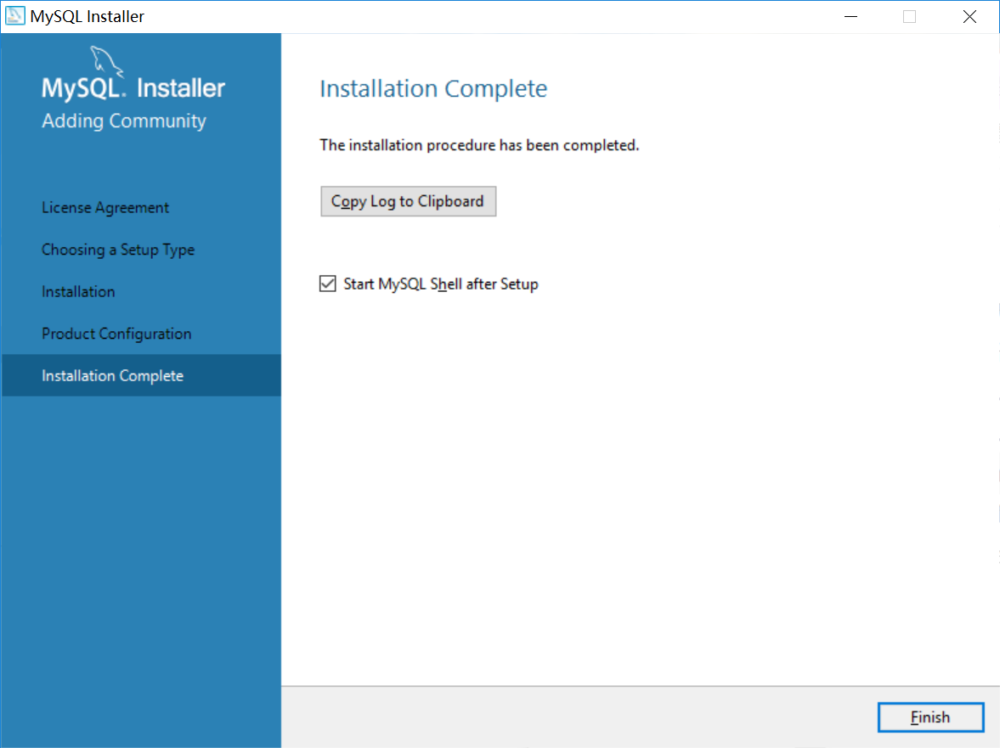 MySQL Installer
MySQL. Installer
Adding Community
License Agreement
Choosing a Setup Type
Installation
Product Configuration
Installation Complete
Installation Complete
The installation procedure has been completed.
Copy Log to Clipboard
Start MySQL Shell after Setup
Finish